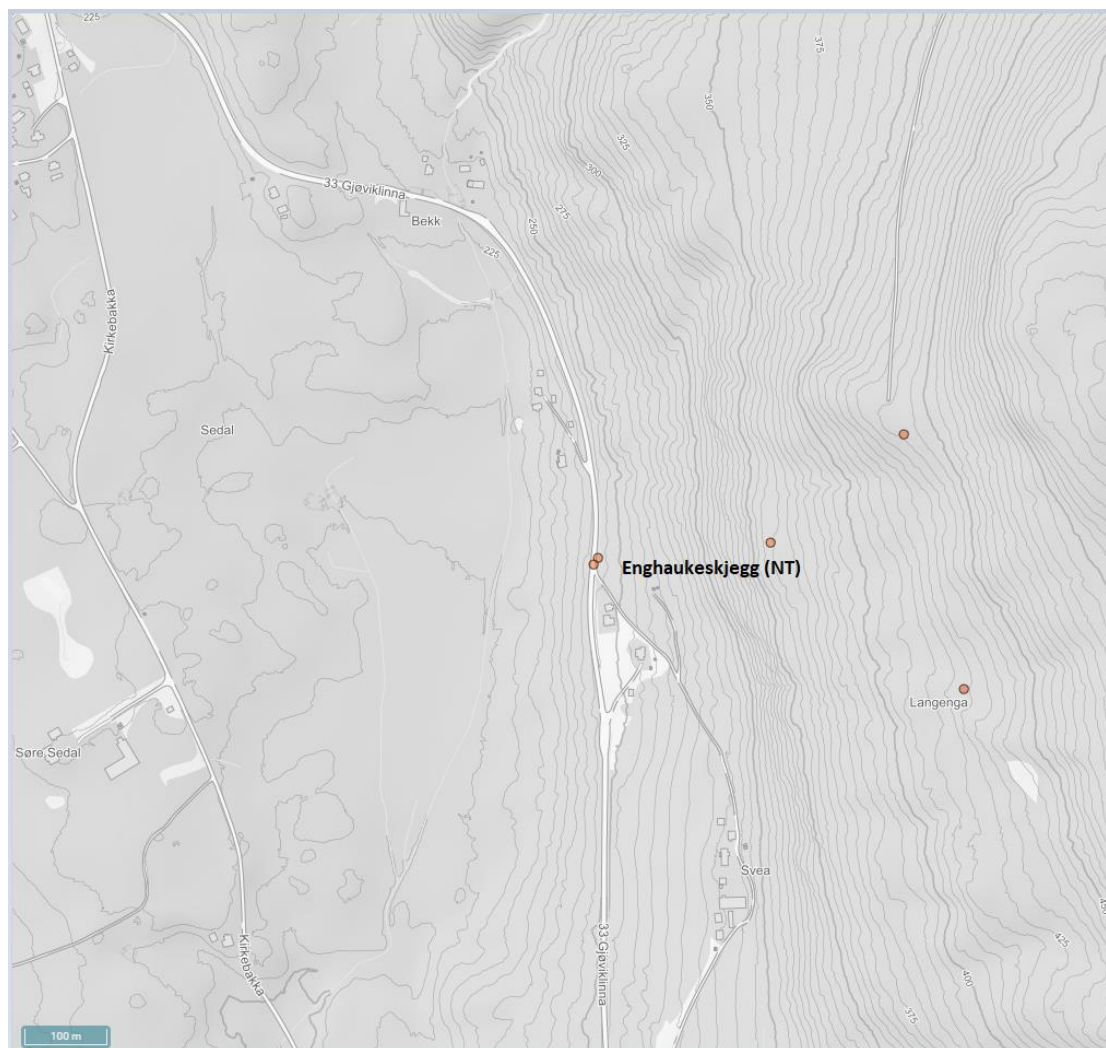 225
375
350
325
300
275
250
33 Gjøviklinna
Bekk
225
Kirkebakka
Sedal
Enghaukeskjegg (NT)
Langenga
Søre Sedal
Svea
450
425
400
375
33 Gjøviklinna
Kirkebakka
100 m